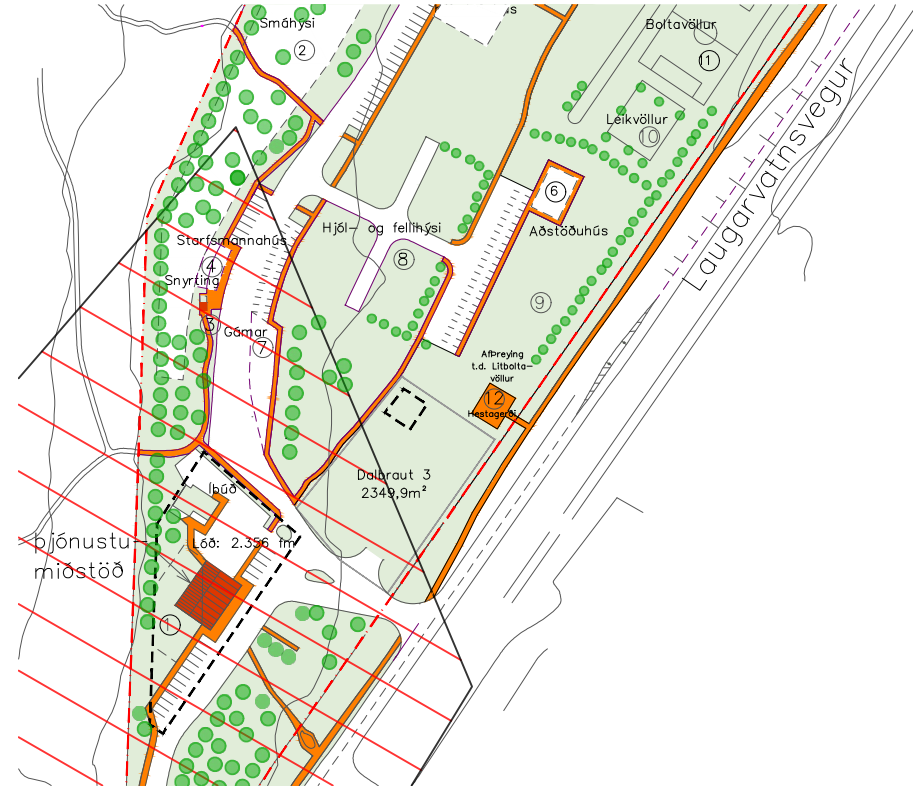 Smáhýsi
2
Boltavöllur
11
Leikvöllur
10
Laugarvatnsvegur
6
Aðstöðuhús
Hjól- og fellihýsi
8
Starfsmannahús
4
Snyrting
3
Gámar
7
9
Afþreying
t.d. Litbolta-
völlur
12
Hestagerði
Dalbraut 3
2349,9m²
Íbúð
Lóð: 2.356 fm
Þjónustu-
miðstöð
1